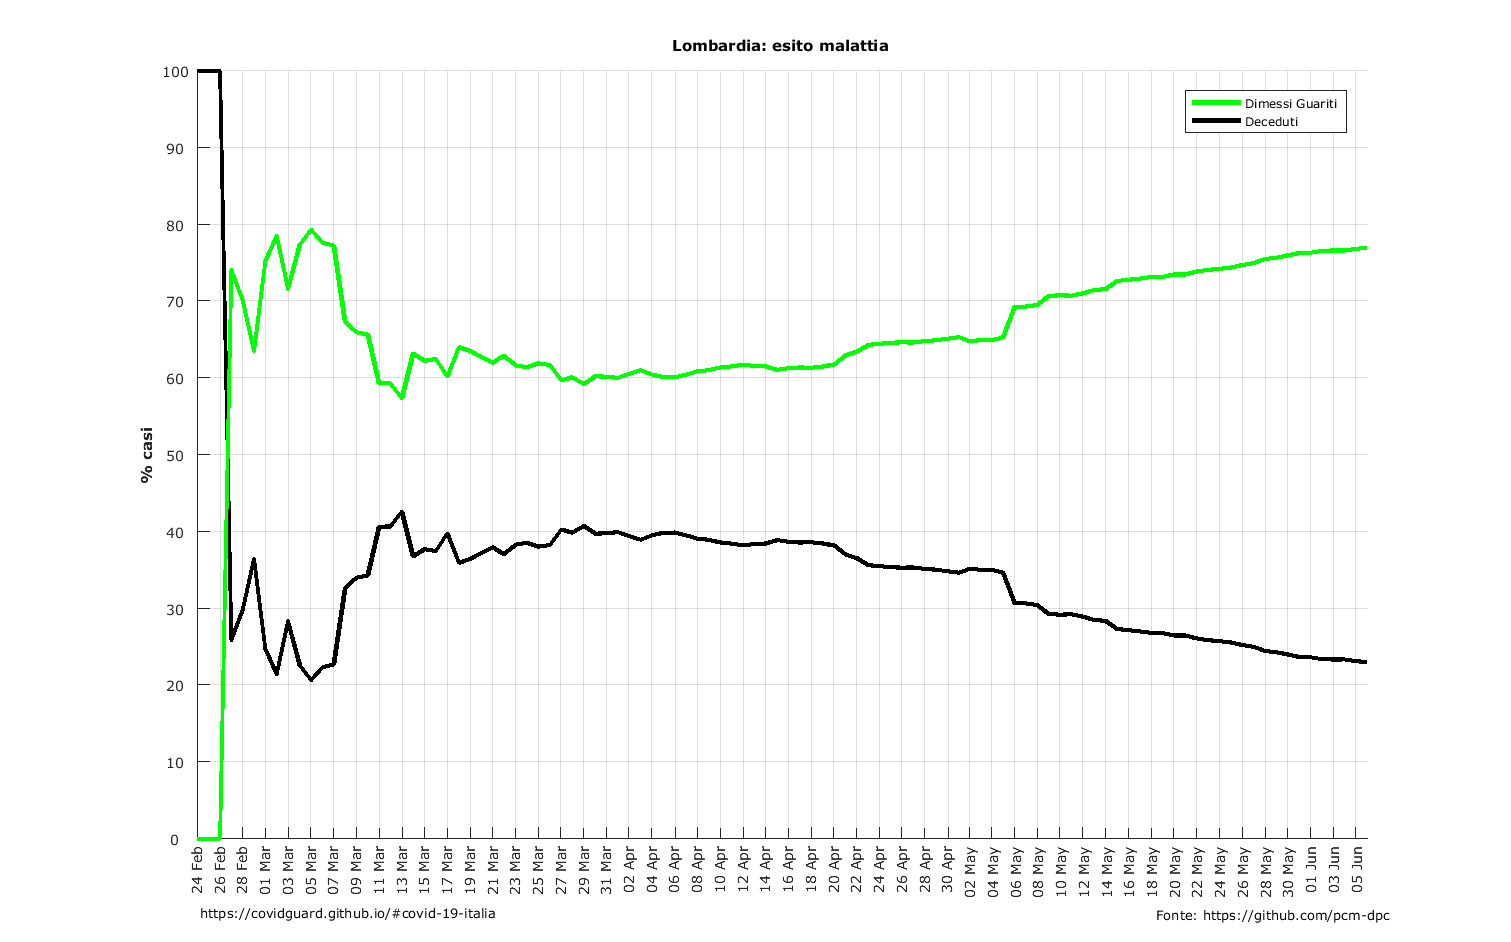 Lombardia: esito malattia
100
90
80
70
60
50
40
30
20
10
0
% casi
Dimessi Guariti
Deceduti
24 Feb
26 Feb
28 Feb
01 Mar
03 Mar
05 Mar
07 Mar
09 Mar
11 Mar
13 Mar
15 Mar
17 Mar
19 Mar
21 Mar
23 Mar
25 Mar
27 Mar
29 Mar
31 Mar
02 Apr
04 Apr
06 Apr
08 Apr
10 Apr
12 Apr
14 Apr
16 Apr
18 Apr
20 Apr
22 Apr
24 Apr
26 Apr
28 Apr
30 Apr
02 May
04 May
06 May
08 May
10 May
12 May
14 May
16 May
18 May
20 May
22 May
24 May
26 May
28 May
30 May
01 Jun
03 Jun
05 Jun
https://covidguard.github.io/#covid-19-italia
Fonte: https://github.com/pcm-dpc